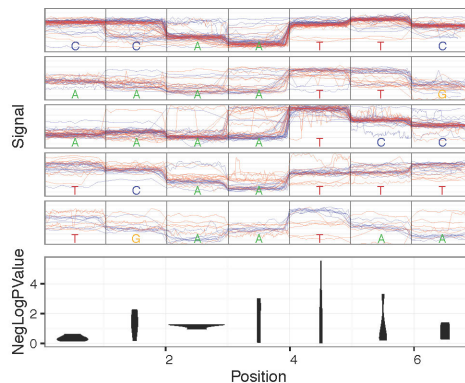 C C A A T T C
A A A A T T G
Signal
A A A A T C C
T C A A T T T
T G A A T A A
NegLogPValue
4
2
0
2 4 6
Position